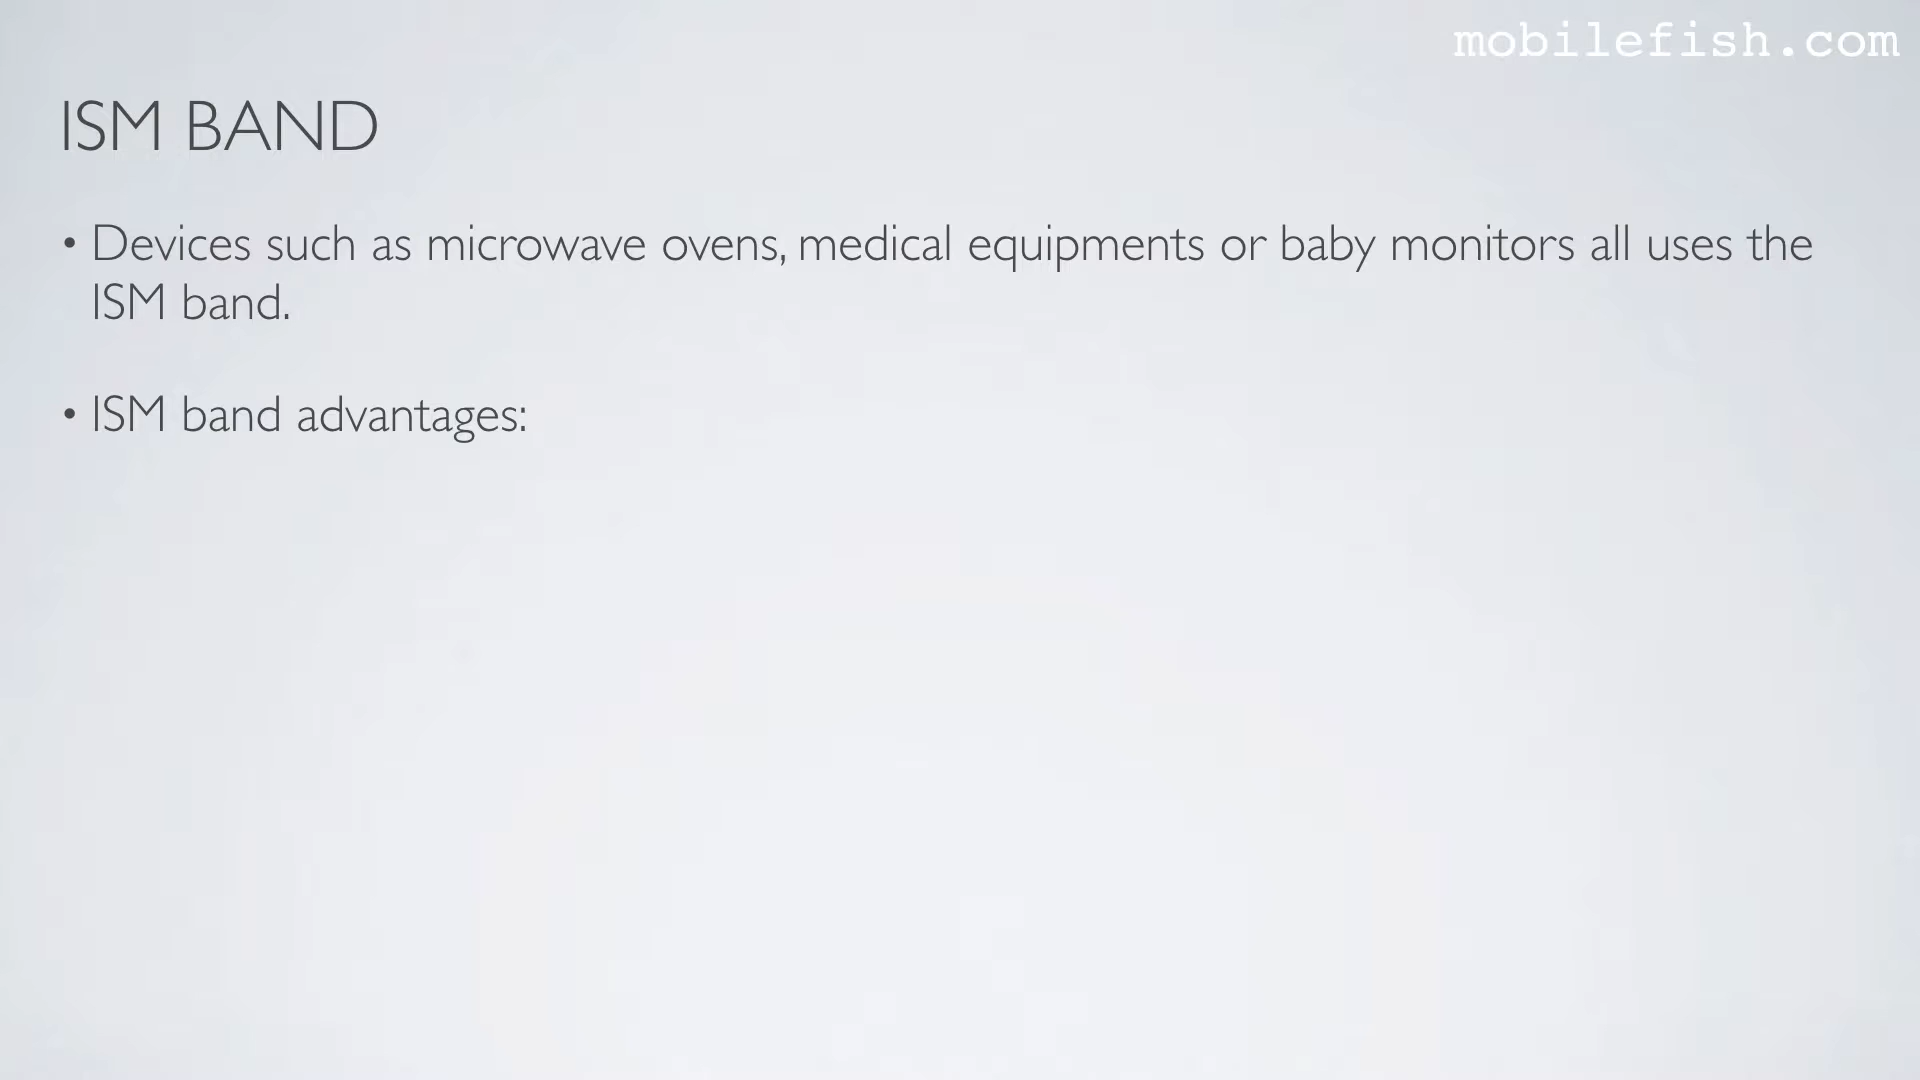 mobilefish.com
ISM BAND
• Devices such as microwave ovens, medical equipments or baby monitors all uses the
ISM band.
• ISM band advantages: